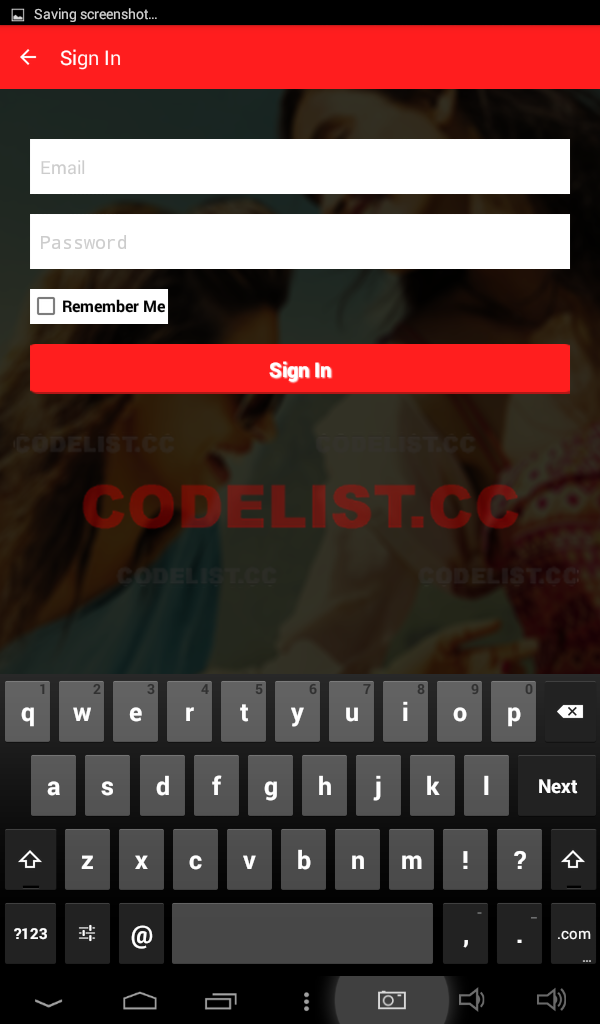 Saving screenshot...
Sign In
Email
Password
Remember Me
Sign In
CODELIST.CC CODELIST.CC
CODELIST.CC
CODELIST.CC CODELIST.CC
1 2 3 4 5 6 7 8 9 0
q w e r t y u i o p
a s d f g h j k l Next
z x c v b n m ! ?
?123 @ , . .com